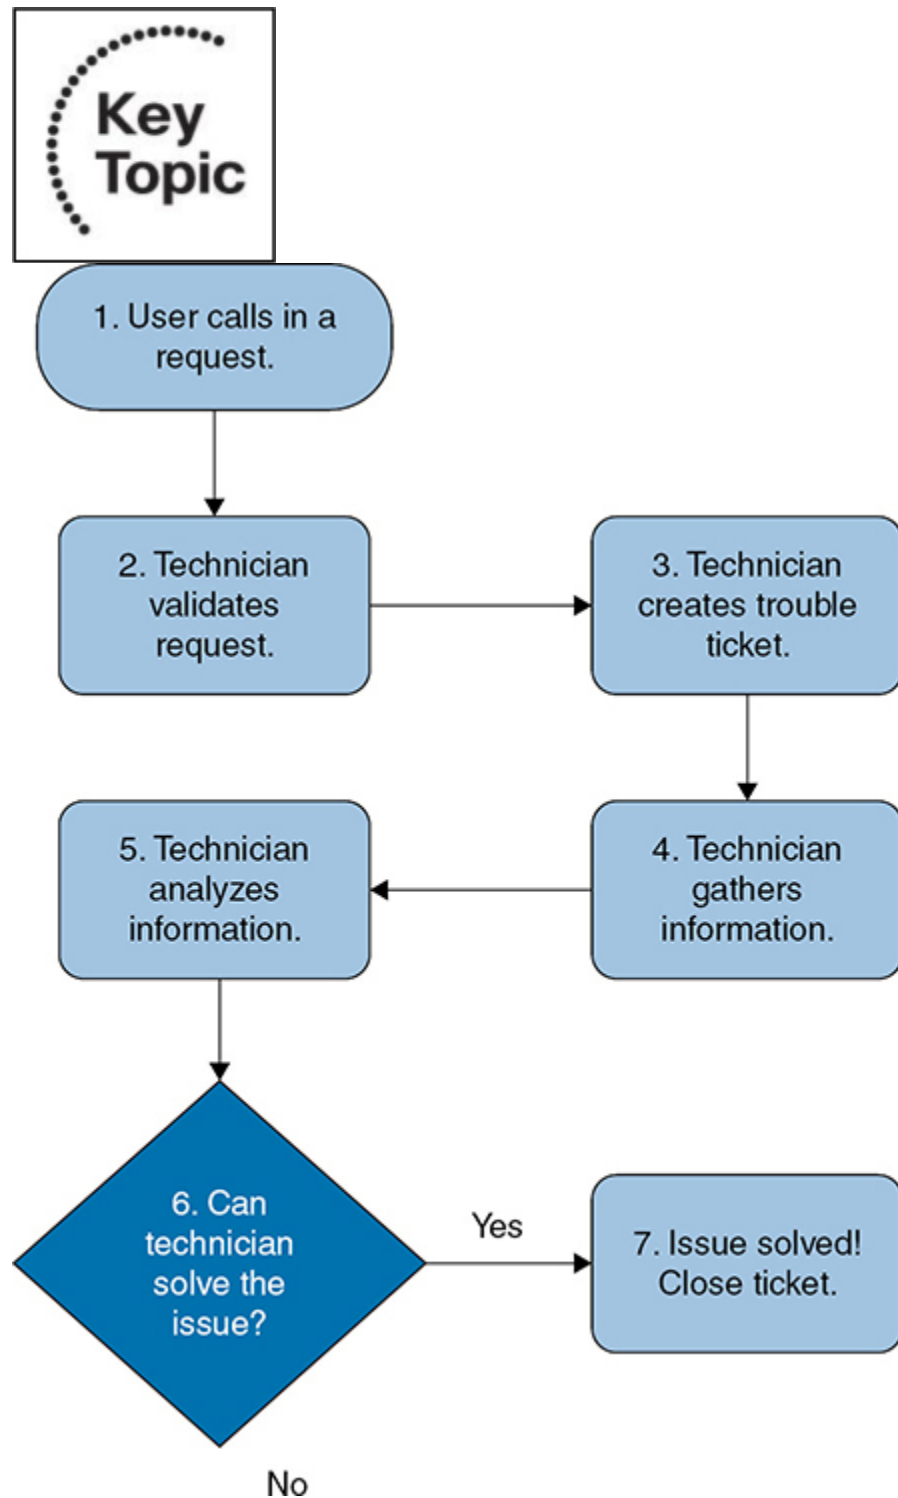 Key
Topic
1. User calls in a
request.
2. Technician
validates
request.
3. Technician
creates trouble
ticket.
5. Technician
analyzes
information.
4. Technician
gathers
information.
6. Can
technician
solve the
issue?
Yes
7. Issue solved!
Close ticket.
No